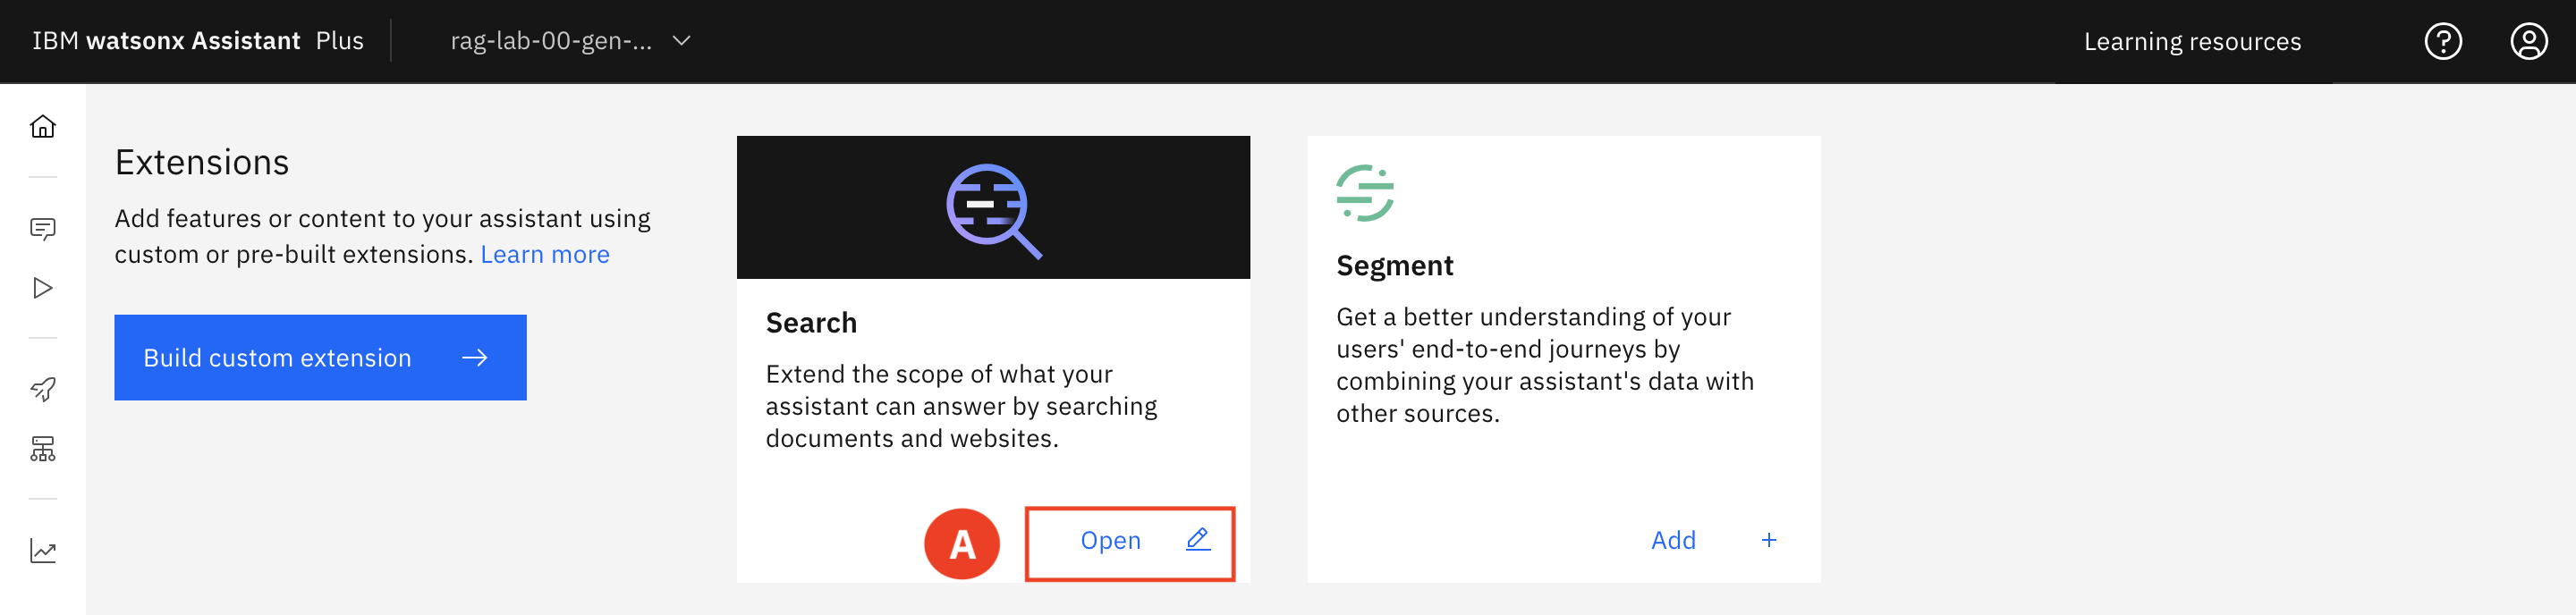 IBM watsonx Assistant Plus
rag-lab-00-gen-...
Learning resources
Extensions
Add features or content to your assistant using
custom or pre-built extensions. Learn more
Build custom extension
Search
Extend the scope of what your
assistant can answer by searching
documents and websites.
A
Open
Segment
Get a better understanding of your
users' end-to-end journeys by
combining your assistant's data with
other sources.
Add +